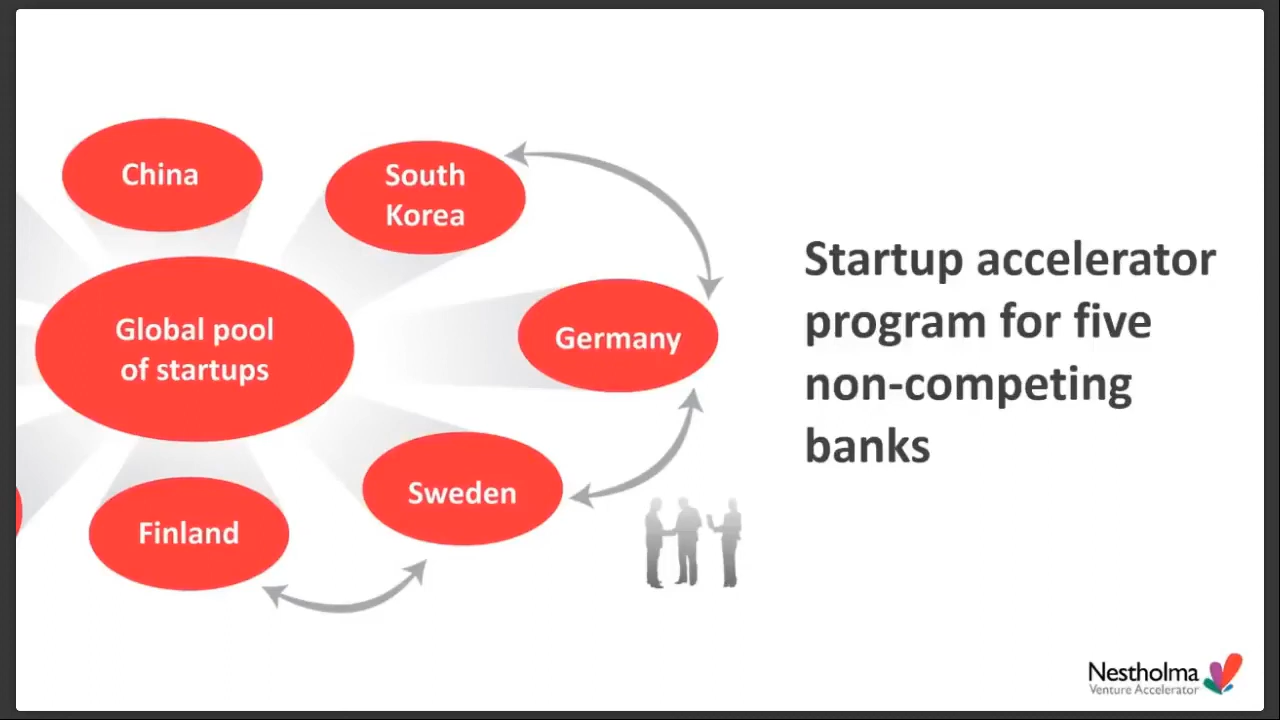 China
South
Korea
Global pool
of startups
Germany
Sweden
Finland
Startup accelerator
program for five
non-competing
banks
Nestholma
Venture Accelerator